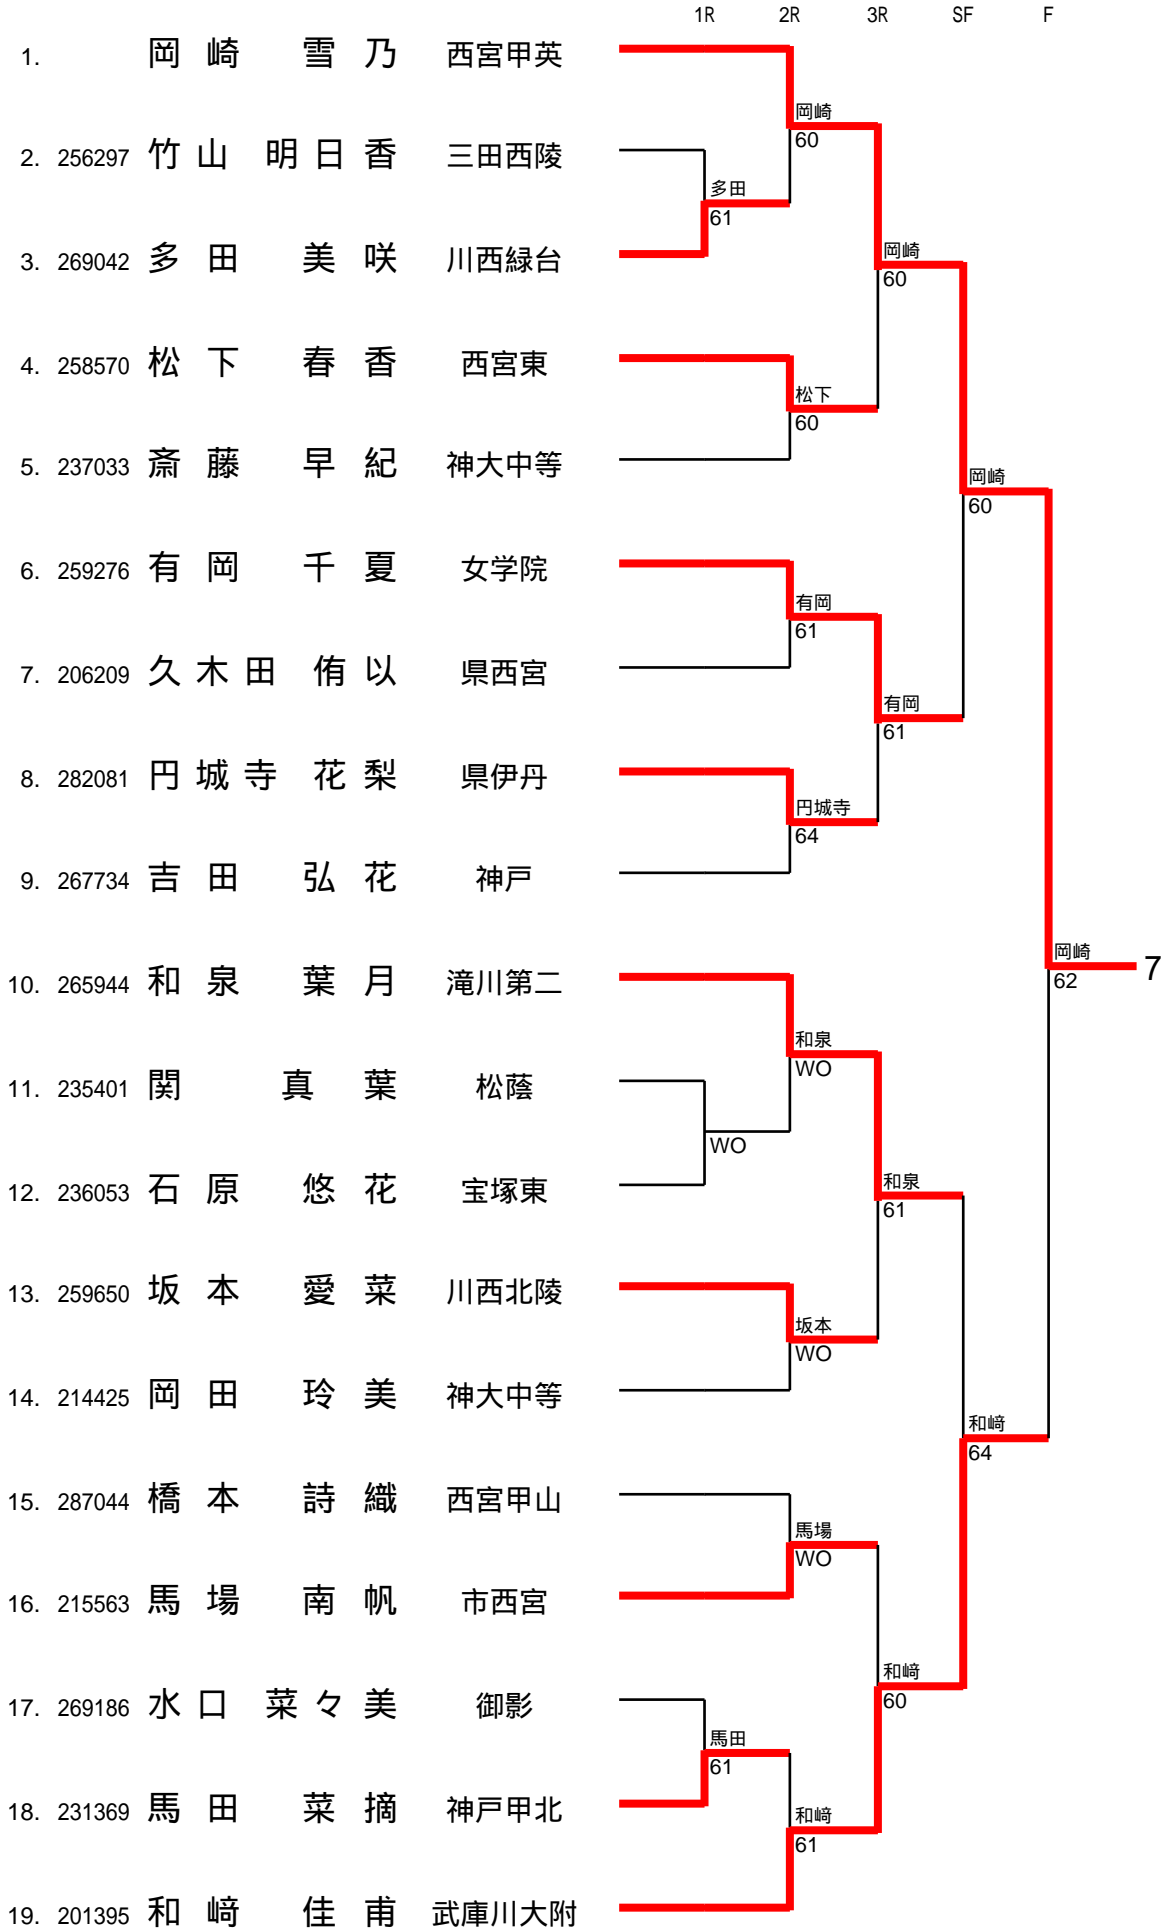 1R 2R 3R SF F
1. 岡崎 雪乃 西宮甲英
岡崎
60
2. 256297 竹山 明日香 三田西陵
多田
61
3. 269042 多田 美咲 川西緑台
岡崎
60
4. 258570 松下 春香 西宮東
松下
60
5. 237033 斎藤 早紀 神大中等
岡崎
60
6. 259276 有岡 千夏 女学院
有岡
61
7. 206209 久木田 侑以 県西宮
有岡
61
8. 282081 円城寺 花梨 県伊丹
円城寺
64
9. 267734 吉田 弘花 神戸
岡崎
62
7
10. 265944 和泉 葉月 滝川第二
和泉
WO
11. 235401 関 真葉 松蔭
WO
12. 236053 石原 悠花 宝塚東
和泉
61
13. 259650 坂本 愛菜 川西北陵
坂本
WO
14. 214425 岡田 玲美 神大中等
和﨑
64
15. 287044 橋本 詩織 西宮甲山
馬場
WO
16. 215563 馬場 南帆 市西宮
和﨑
60
17. 269186 水口 菜々美 御影
馬田
61
18. 231369 馬田 菜摘 神戸甲北
和﨑
61
19. 201395 和﨑 佳甫 武庫川大附